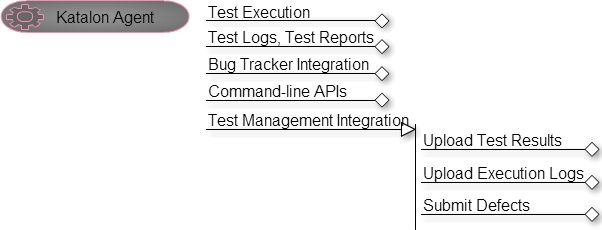 Katalon Agent
Test Execution
Test Logs, Test Reports
Bug Tracker Integration
Command-line APIs
Test Management Integration
Upload Test Results
Upload Execution Logs
Submit Defects